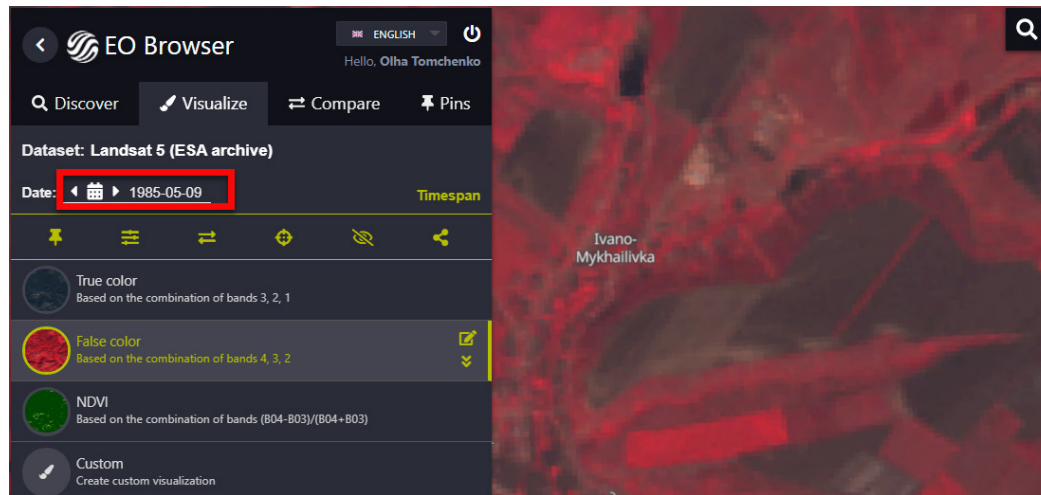 EO Browser
ENGLISH
Hello, Olha Tomchenko
Discover
Visualize
Compare
Pins
Dataset: Landsat 5 (ESA archive)
Date: 1985-05-09
Timespan
True color
Based on the combination of bands 3, 2, 1
False color
Based on the combination of bands 4, 3, 2
NDVI
Based on the combination of bands (B04-B03)/(B04+B03)
Custom
Create custom visualization
Ivano-
Mykhailivka